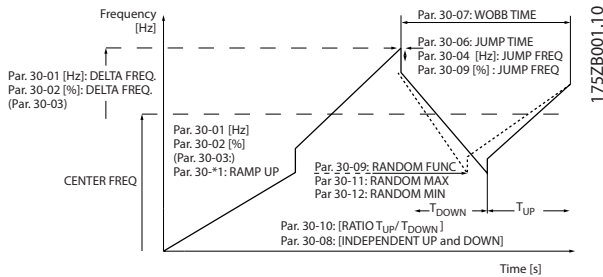 Frequency
[Hz]
Par. 30-07: WOBB TIME
Par. 30-06: JUMP TIME
Par. 30-04 [Hz]: JUMP FREQ
Par. 30-09 [%] : JUMP FREQ
175ZB001.10
Par. 30-01 [Hz]: DELTA FREQ.
Par. 30-02 [%]: DELTA FREQ.
(Par. 30-03)
Par. 30-01 [Hz]
Par. 30-02 [%]
(Par. 30-03:)
Par. 30-*1: RAMP UP
CENTER FREQ
Par. 30-09: RANDOM FUNC
Par 30-11: RANDOM MAX
Par 30-12: RANDOM MIN
TDOWN
TUP
Par. 30-10: [RATIO TUP/ TDOWN ]
Par. 30-08: [INDEPENDENT UP and DOWN]
Time [s]